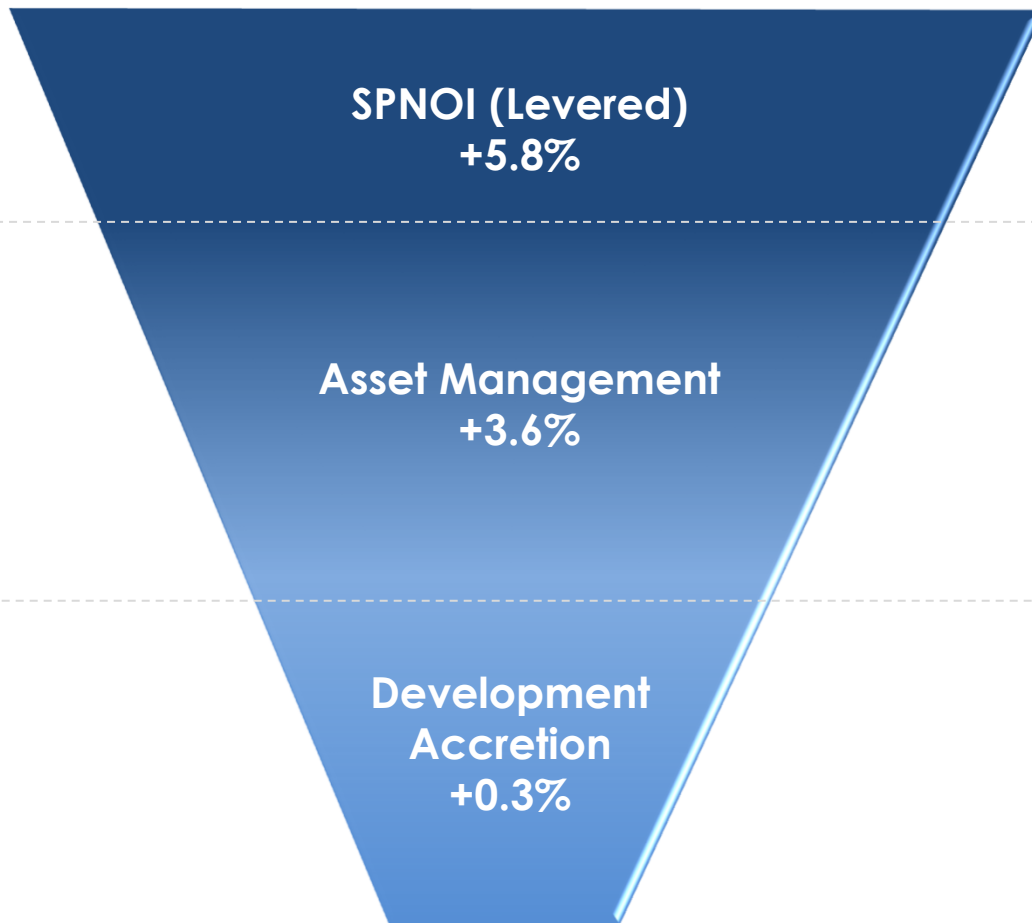 SPNOI (Levered)
+5.8%
Asset Management
+3.6%
Development
Accretion
+0.3%